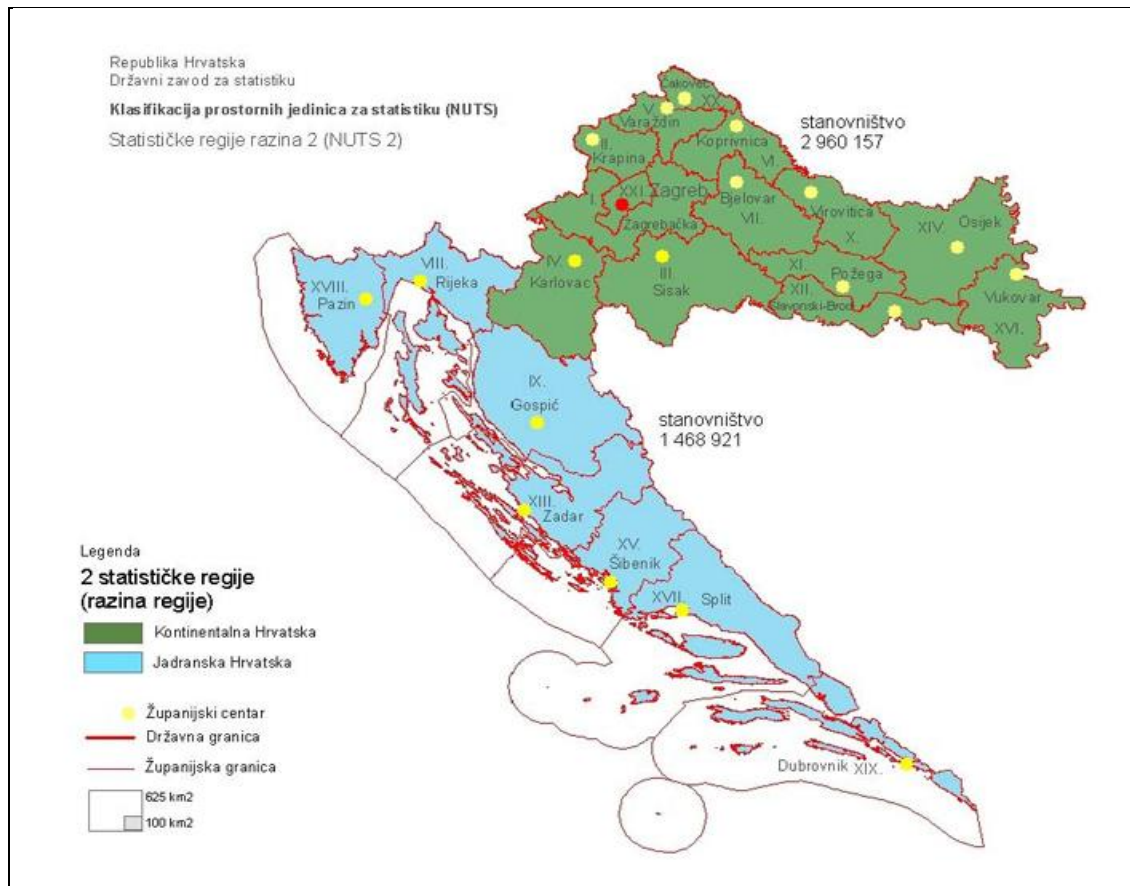 Republika Hrvatska
Državni zavod za statistiku
Klasifikacija prostornih jedinica za statistiku (NUTS)
Statističke regije razina 2 (NUTS 2)
Čakovec
XX.
V.
Varaždin
stanovništvo
2 960 157
II.
Krapina
Koprivnica
VI.
I.
XXI.
Zagreb
Zagrebačka
Bjelovar
VII.
Virovitica
X.
XIV.
Osijek
IV.
Karlovac
III.
Sisak
XI.
Požega
XII.
Slavonski-Brod
Vukovar
XVI.
XVIII.
Pazin
VIII.
Rijeka
IX.
Gospić
stanovništvo
1 468 921
XIII.
Zadar
XV.
Šibenik
XVII.
Split
Dubrovnik XIX.
Legenda
2 statističke regije
(razina regije)
Kontinentalna Hrvatska
Jadranska Hrvatska
Županijski centar
Državna granica
Županijska granica
625 km2
100 km2